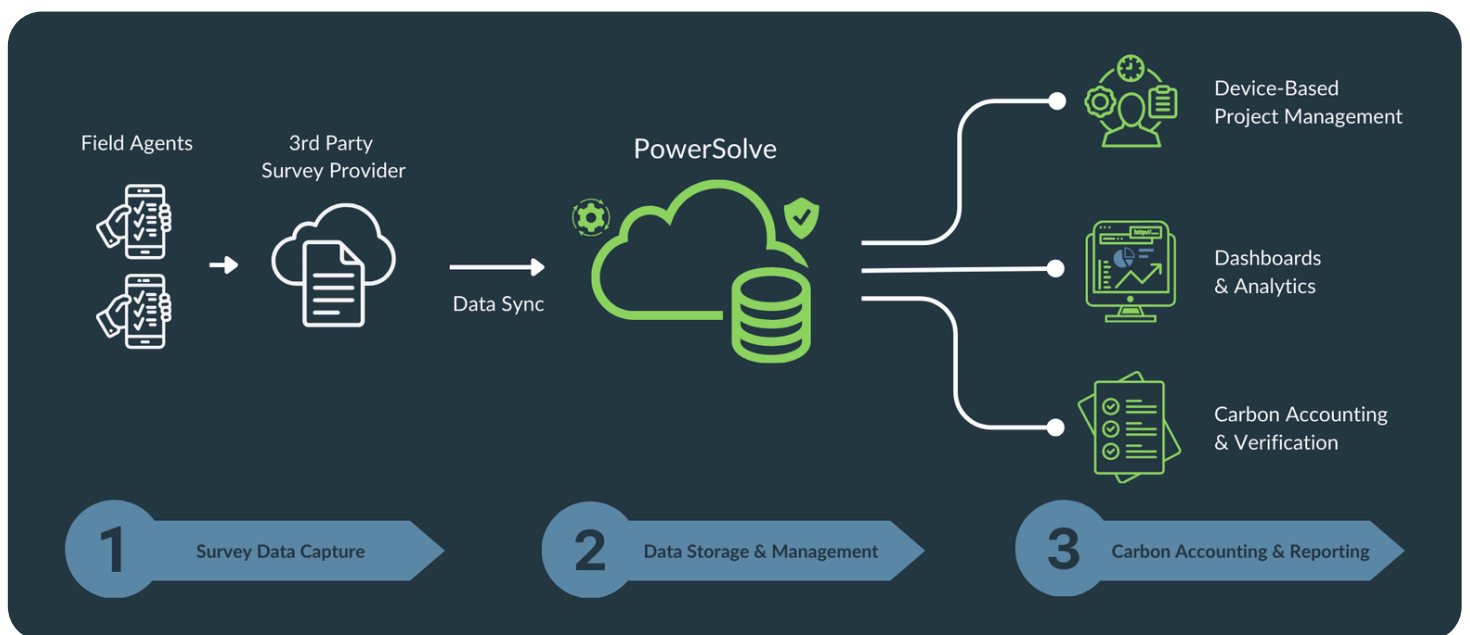 Field Agents
3rd Party
Survey Provider
Data Sync
PowerSolve
Device-Based
Project Management
http://...
Dashboards
& Analytics
Carbon Accounting
& Verification
1
Survey Data Capture
2
Data Storage & Management
3
Carbon Accounting & Reporting